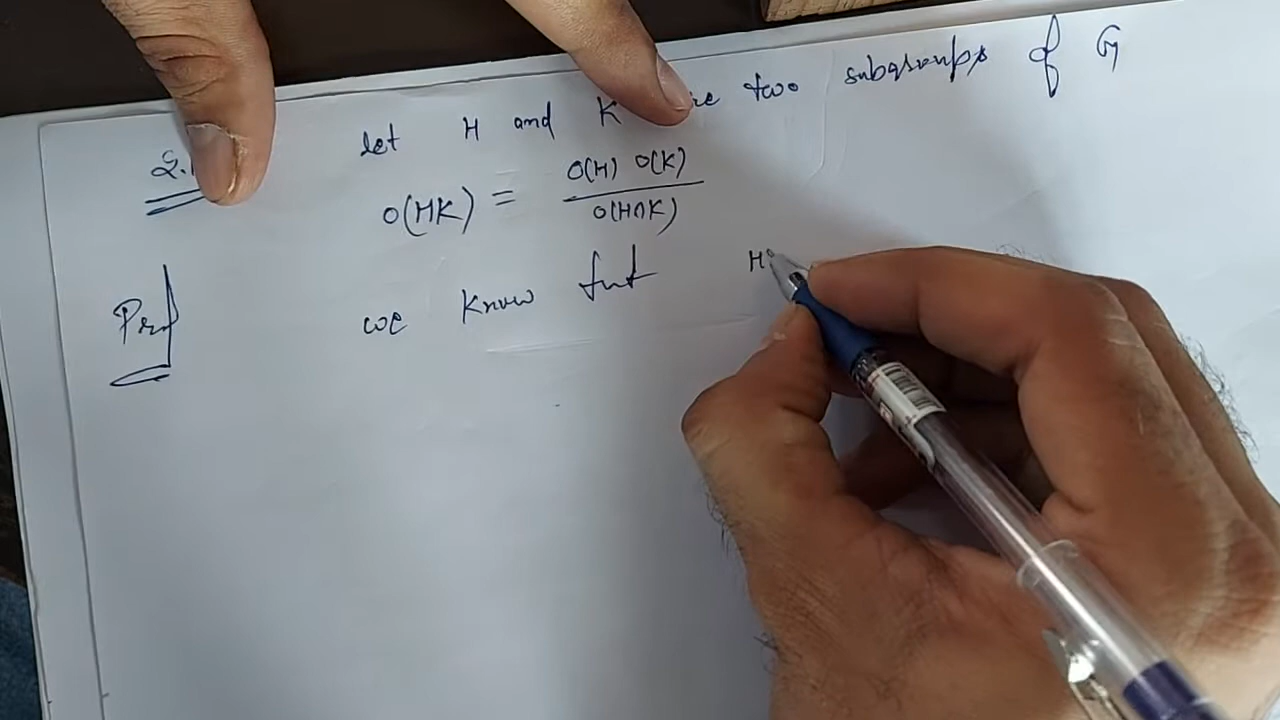 let H and K are two subgroups of G
O(HK) = O(H) O(K) / O(H∩K)
Prof we know that H